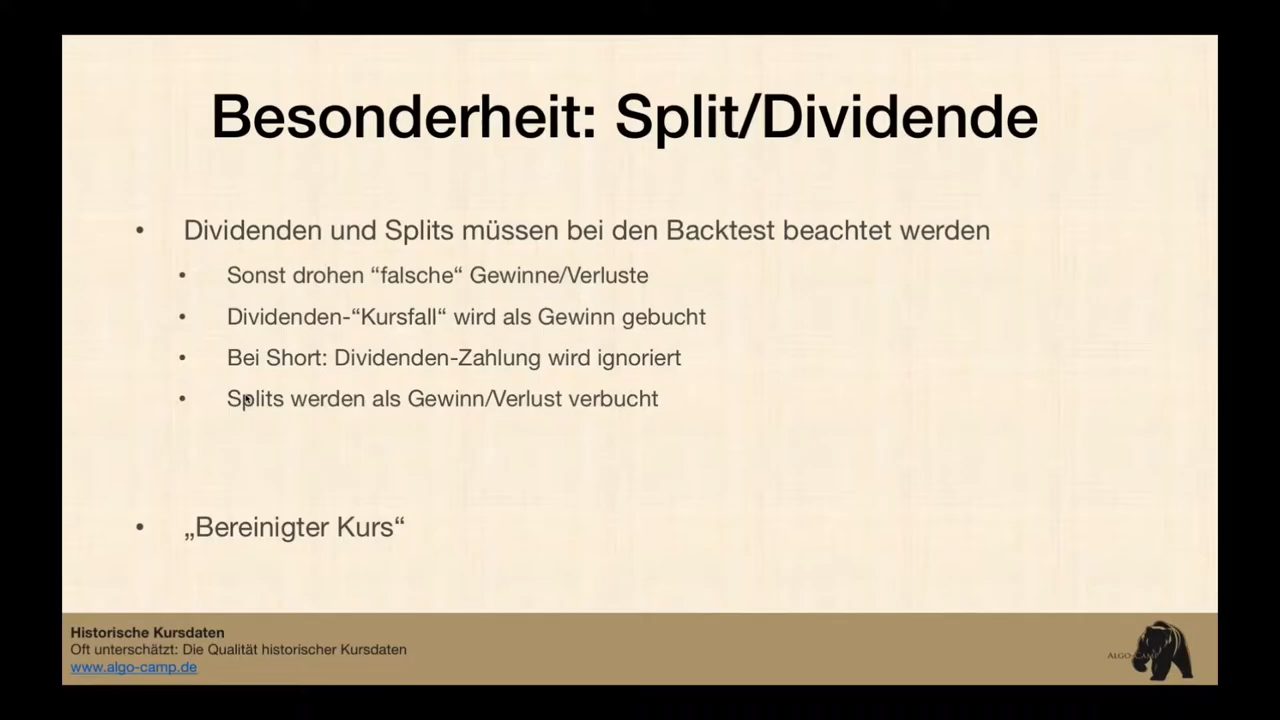 Besonderheit: Split/Dividende
• Dividenden und Splits müssen bei den Backtest beachtet werden
• Sonst drohen “falsche“ Gewinne/Verluste
• Dividenden-“Kursfall“ wird als Gewinn gebucht
• Bei Short: Dividenden-Zahlung wird ignoriert
• Splits werden als Gewinn/Verlust verbucht
• „Bereinigter Kurs“
Historische Kursdaten
Oft unterschätzt: Die Qualität historischer Kursdaten
www.algo-camp.de
ALGO-CAMP